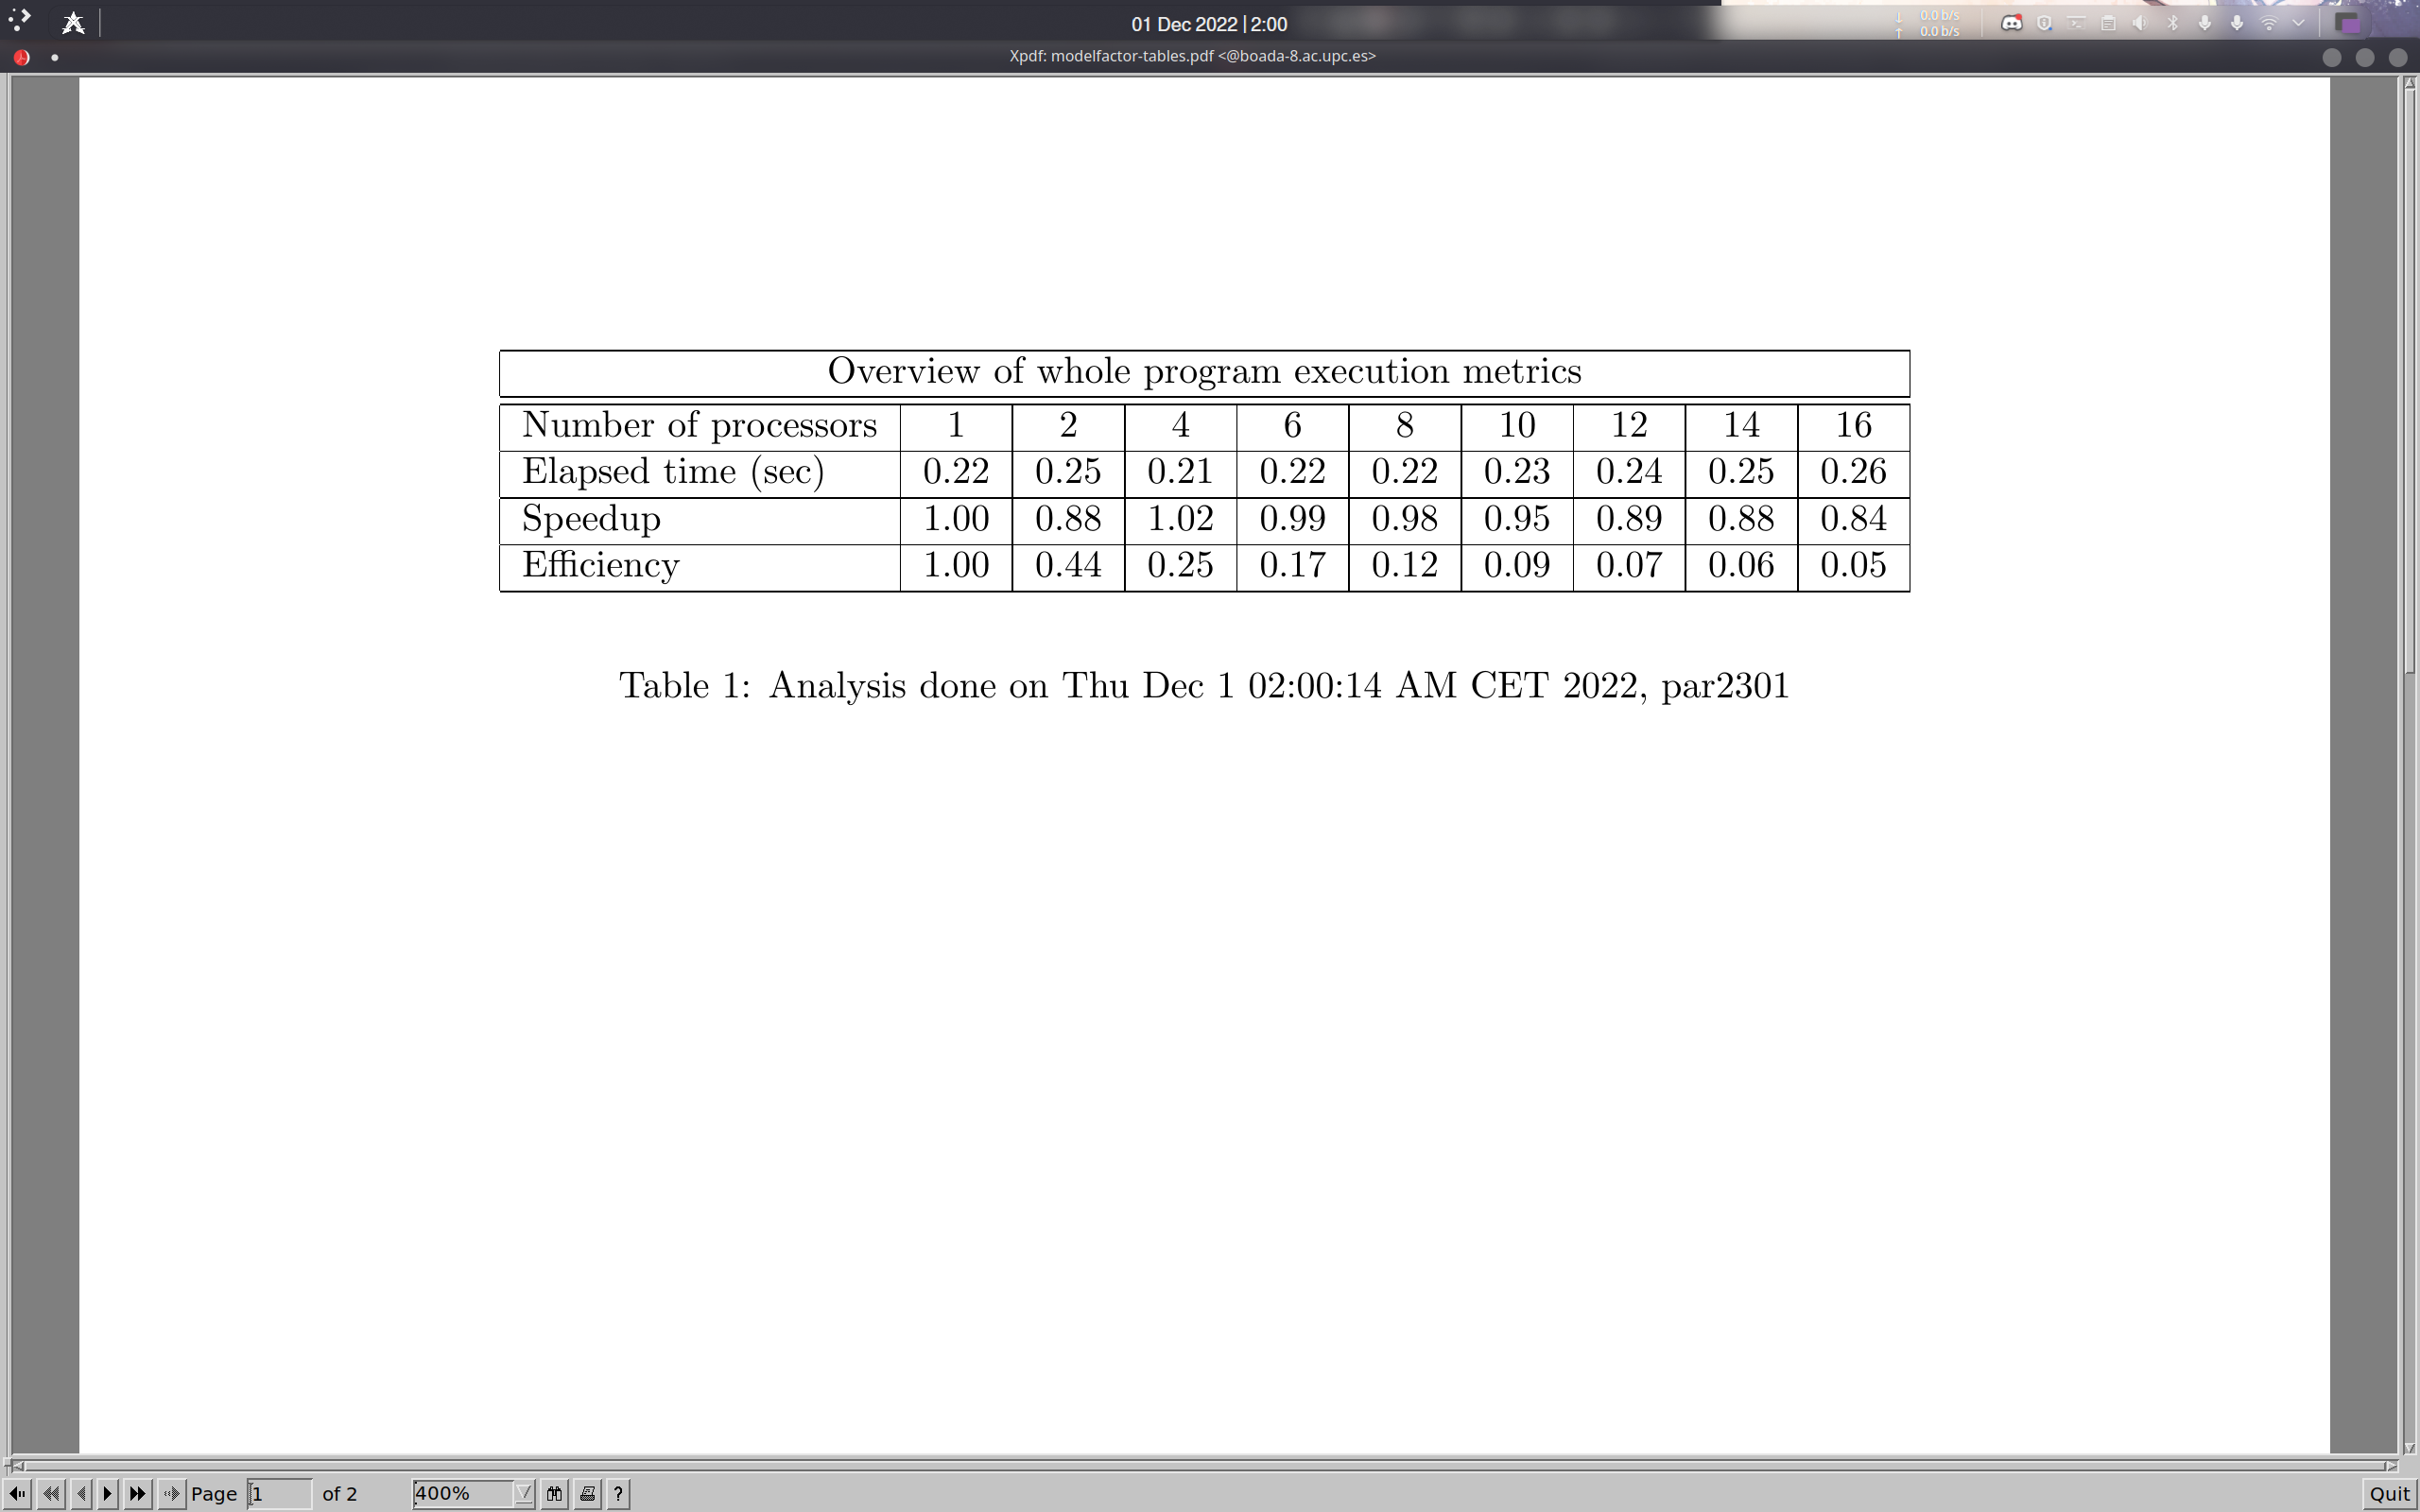 01 Dec 2022 | 2:00
0.0 b/s
0.0 b/s
Xpdf: modelfactor-tables.pdf <@boada-8.ac.upc.es>
Overview of whole program execution metrics
Number of processors 1 2 4 6 8 10 12 14 16
Elapsed time (sec) 0.22 0.25 0.21 0.22 0.22 0.23 0.24 0.25 0.26
Speedup 1.00 0.88 1.02 0.99 0.98 0.95 0.89 0.88 0.84
Efficiency 1.00 0.44 0.25 0.17 0.12 0.09 0.07 0.06 0.05
Table 1: Analysis done on Thu Dec 1 02:00:14 AM CET 2022, par2301
Page 1 of 2 400% ? Quit